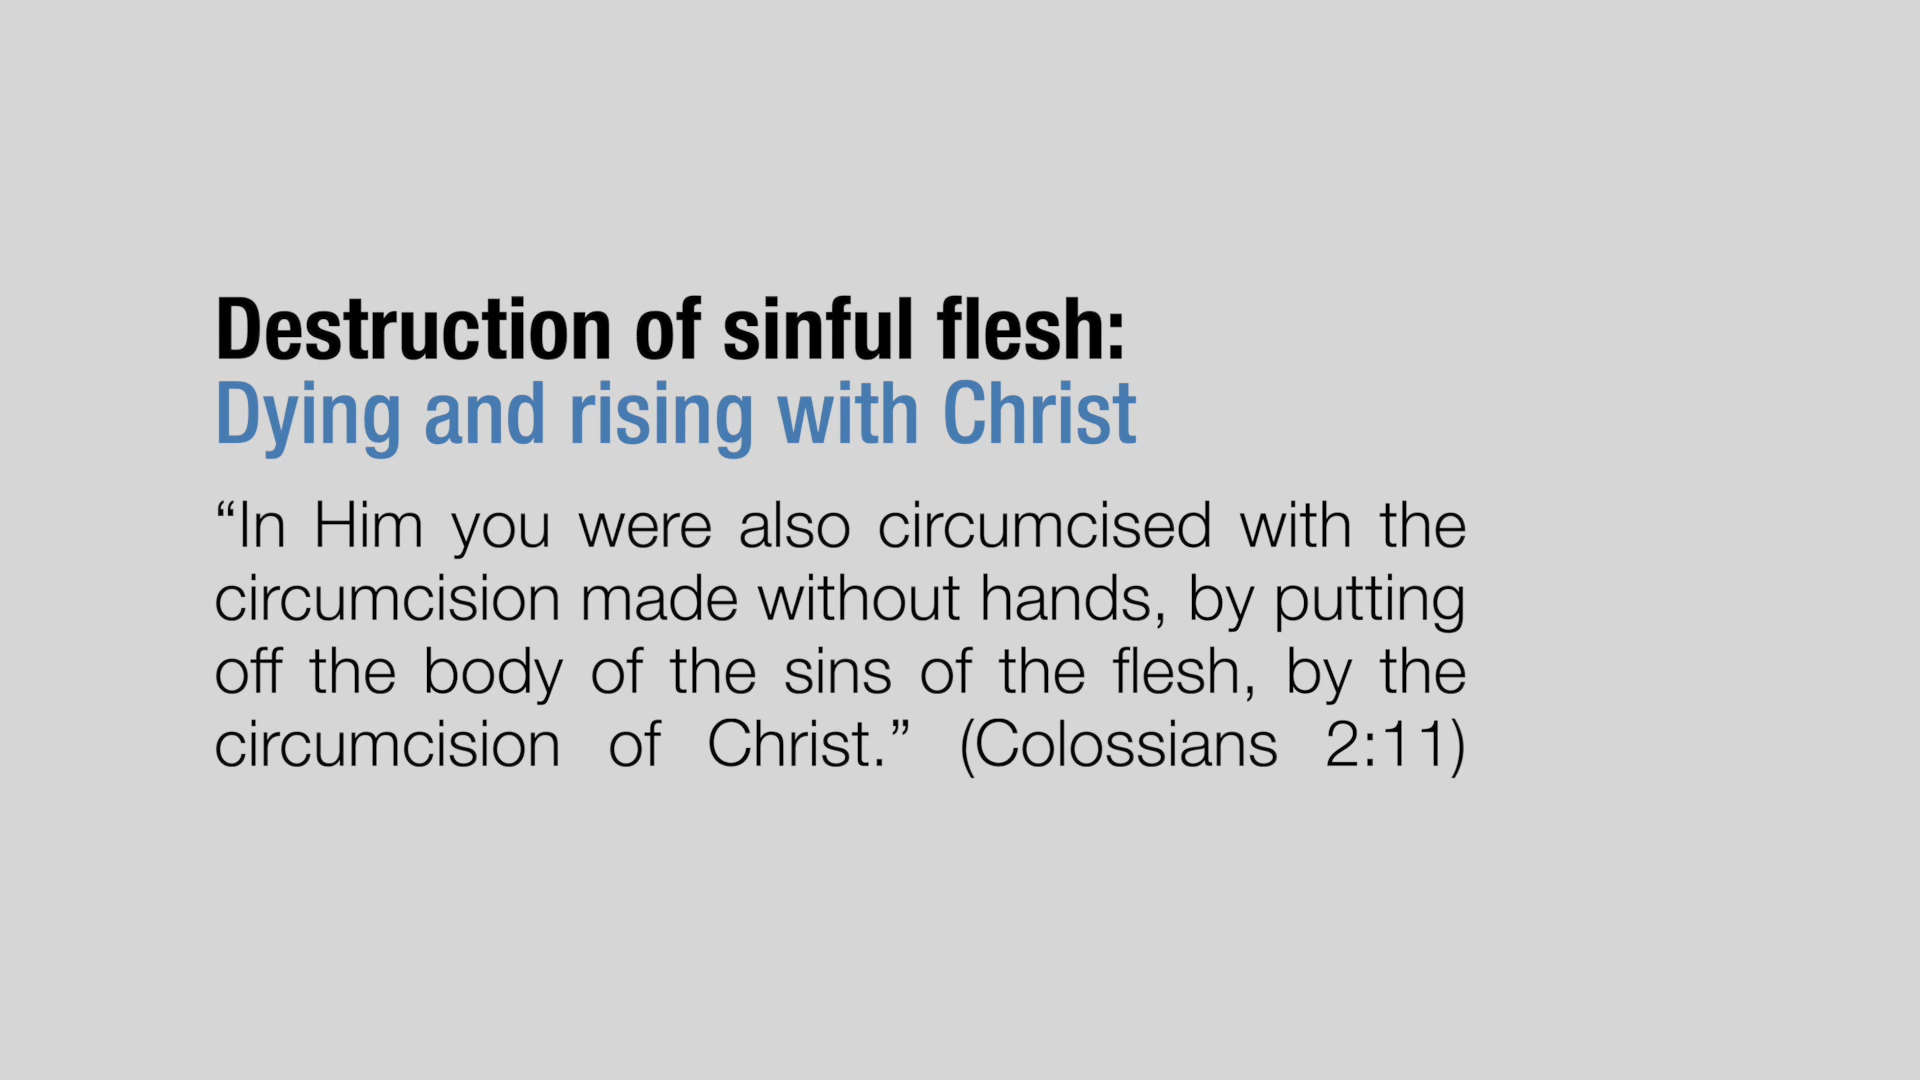 Destruction of sinful flesh:
Dying and rising with Christ
“In Him you were also circumcised with the
circumcision made without hands, by putting
off the body of the sins of the flesh, by the
circumcision of Christ.” (Colossians 2:11)